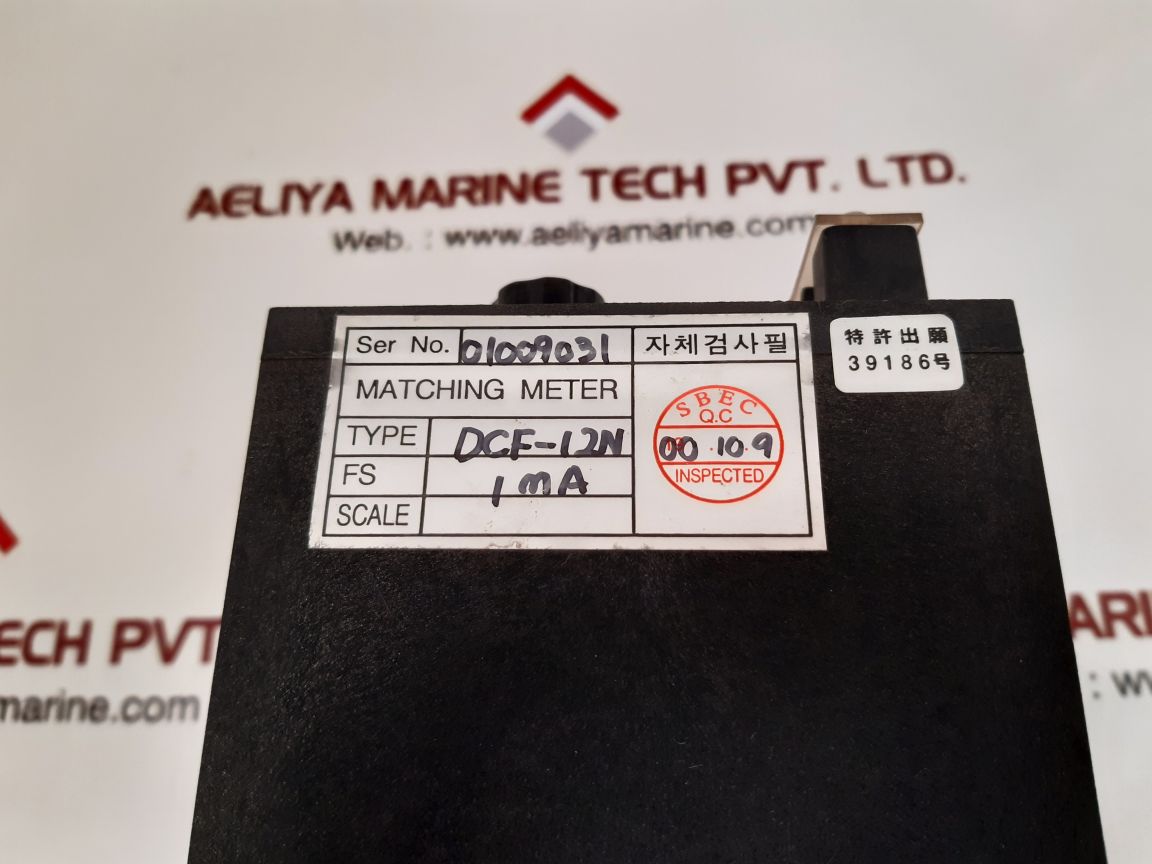 AELIYA MARINE TECH PVT. LTD.
Web. : www.aeliyamarine.com
Ser No. 01009031
자체검사필
特許出願
39186号
MATCHING METER
SBEC
Q.C
00.10.9
INSPECTED
TYPE DCF-12N
FS 1 mA
SCALE
ECH PVT
marine.com
ARI
: w